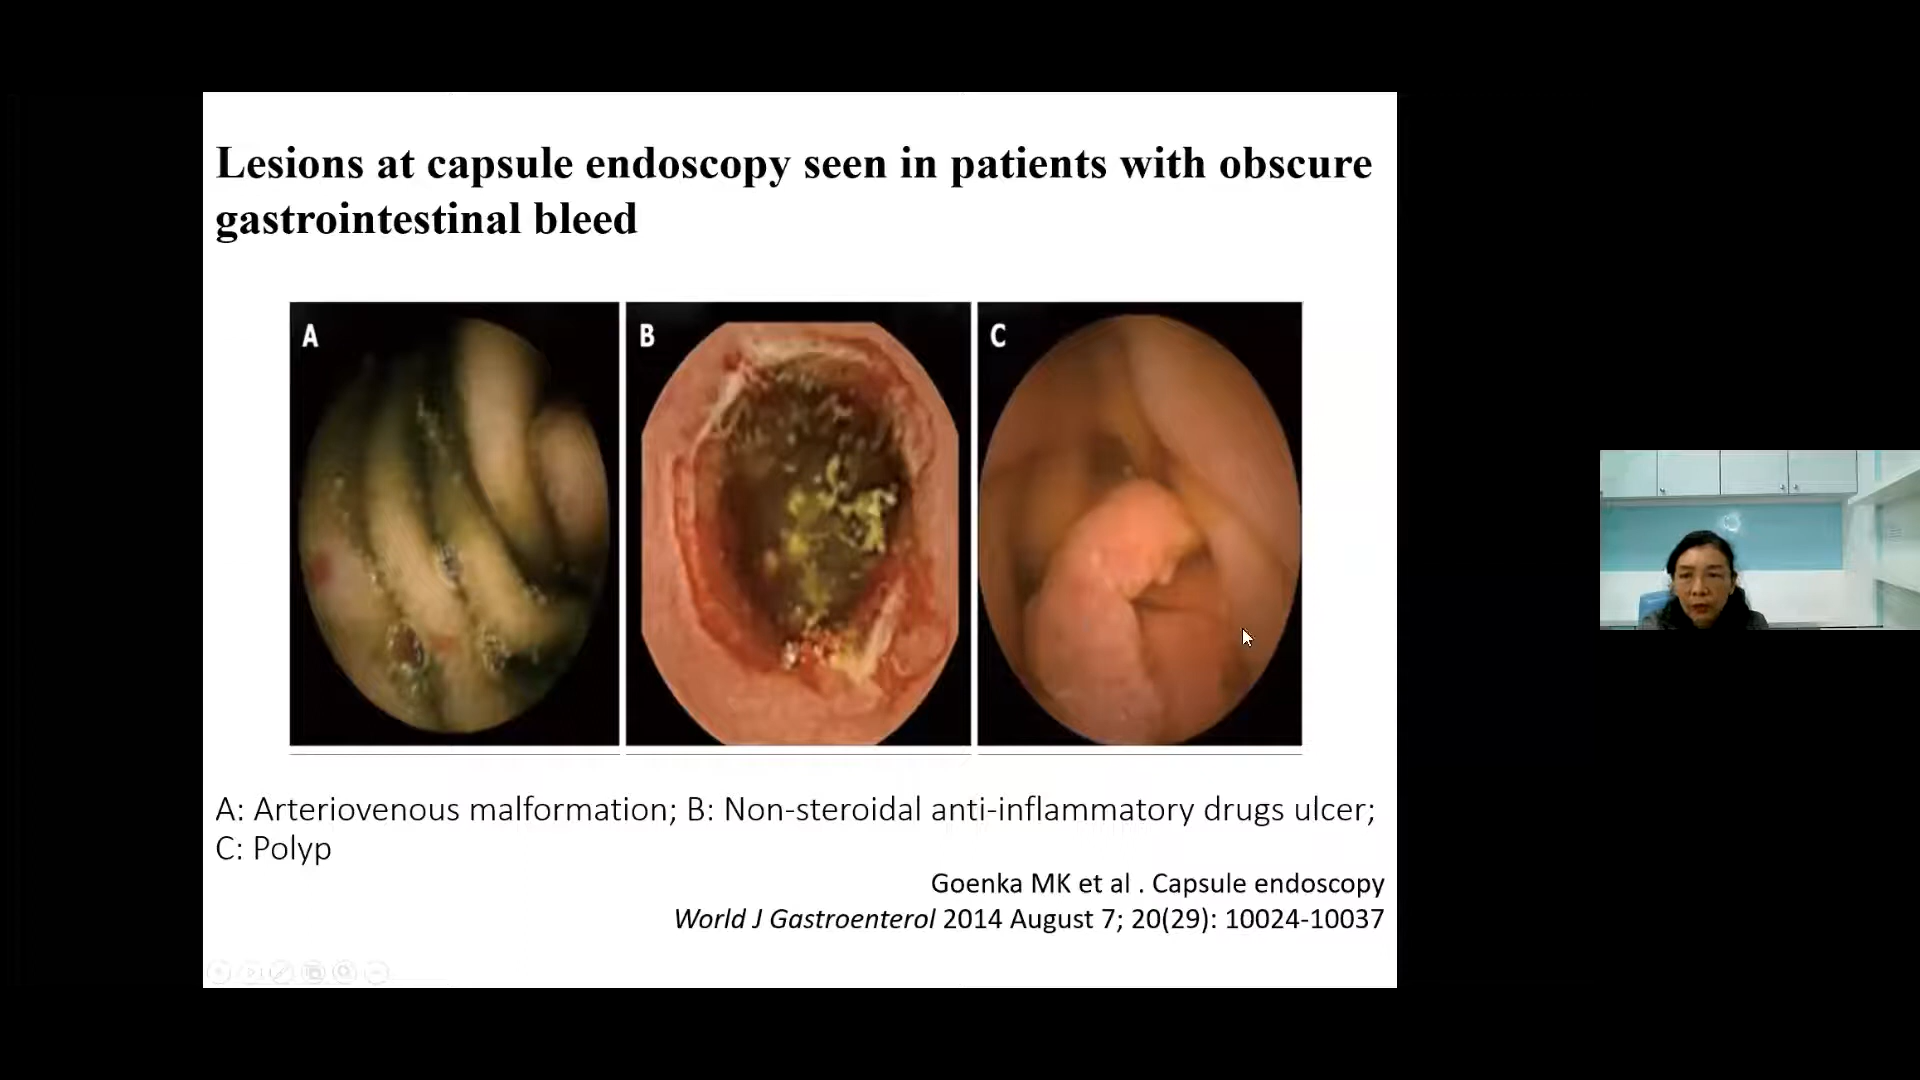 Lesions at capsule endoscopy seen in patients with obscure
gastrointestinal bleed
A
B
C
A: Arteriovenous malformation; B: Non-steroidal anti-inflammatory drugs ulcer;
C: Polyp
Goenka MK et al . Capsule endoscopy
World J Gastroenterol 2014 August 7; 20(29): 10024-10037